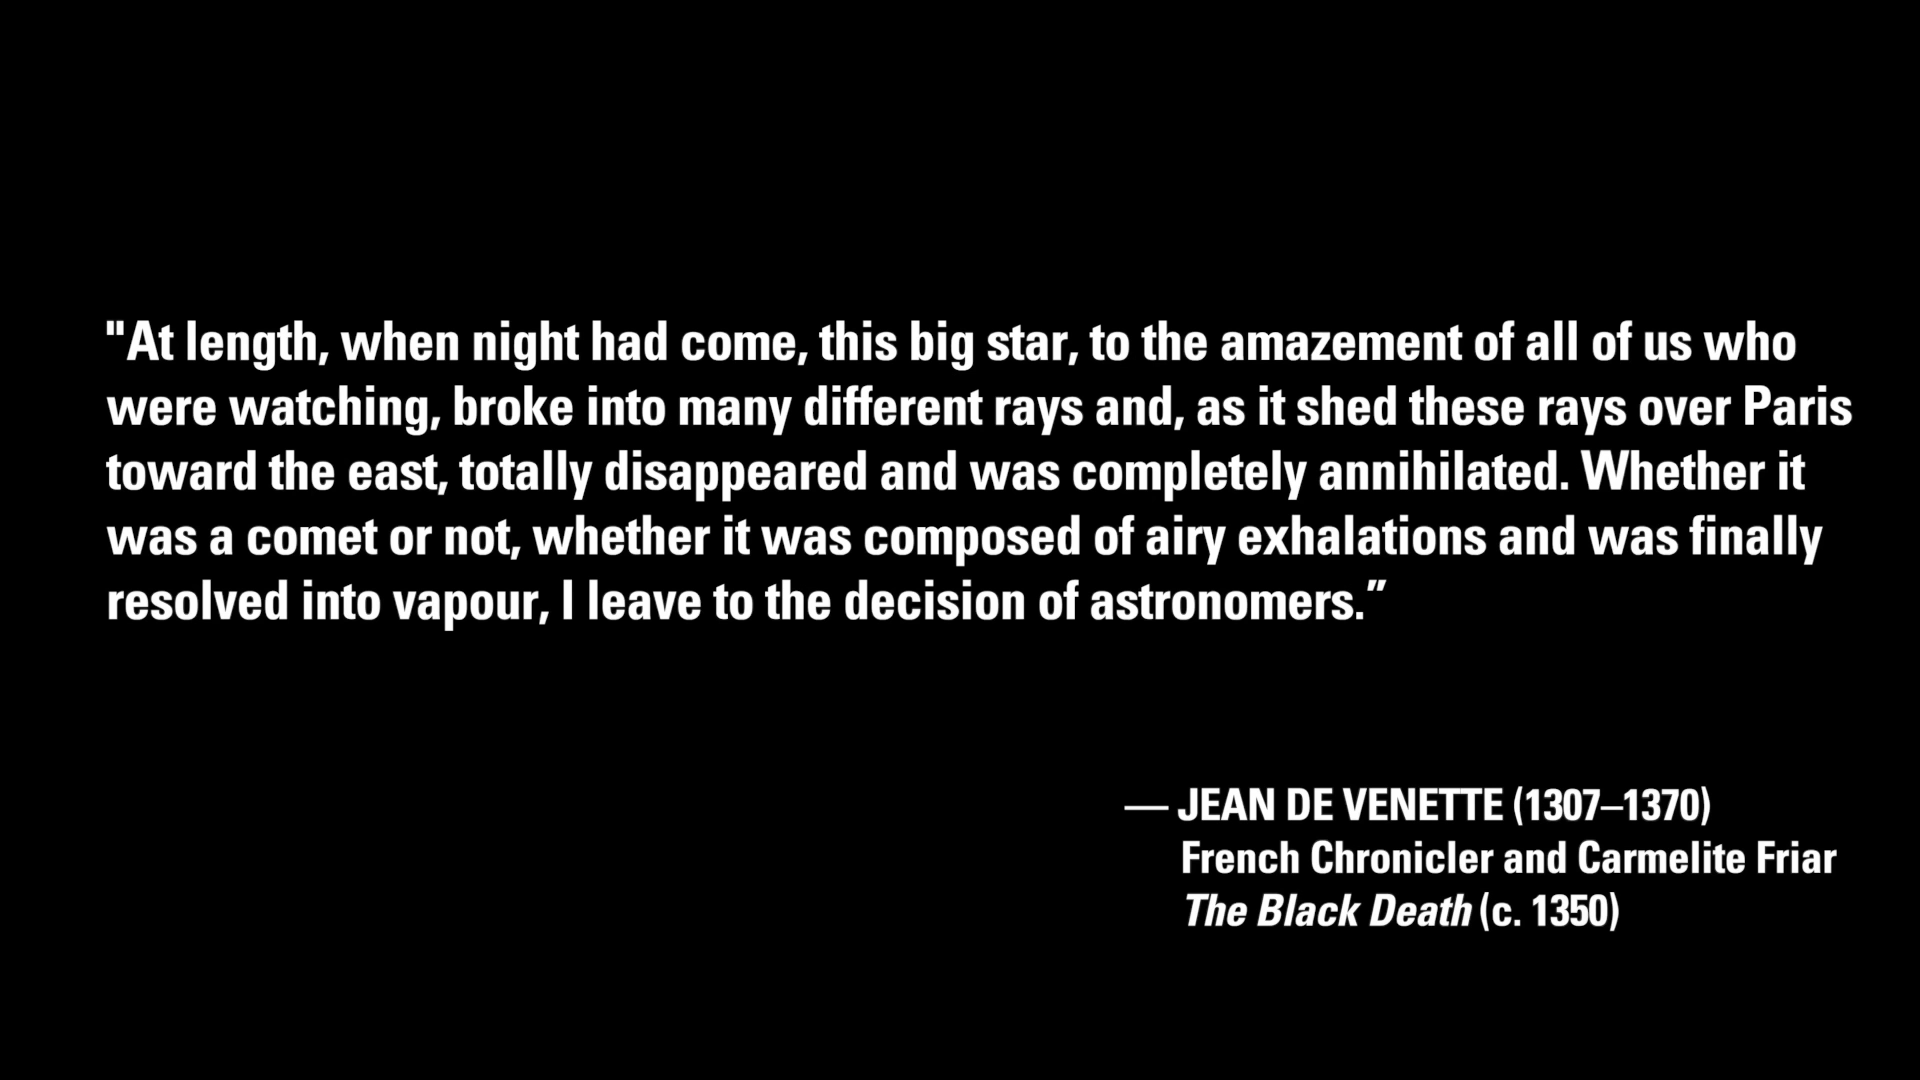 "At length, when night had come, this big star, to the amazement of all of us who
were watching, broke into many different rays and, as it shed these rays over Paris
toward the east, totally disappeared and was completely annihilated. Whether it
was a comet or not, whether it was composed of airy exhalations and was finally
resolved into vapour, I leave to the decision of astronomers.”
— JEAN DE VENETTE (1307–1370)
French Chronicler and Carmelite Friar
The Black Death (c. 1350)